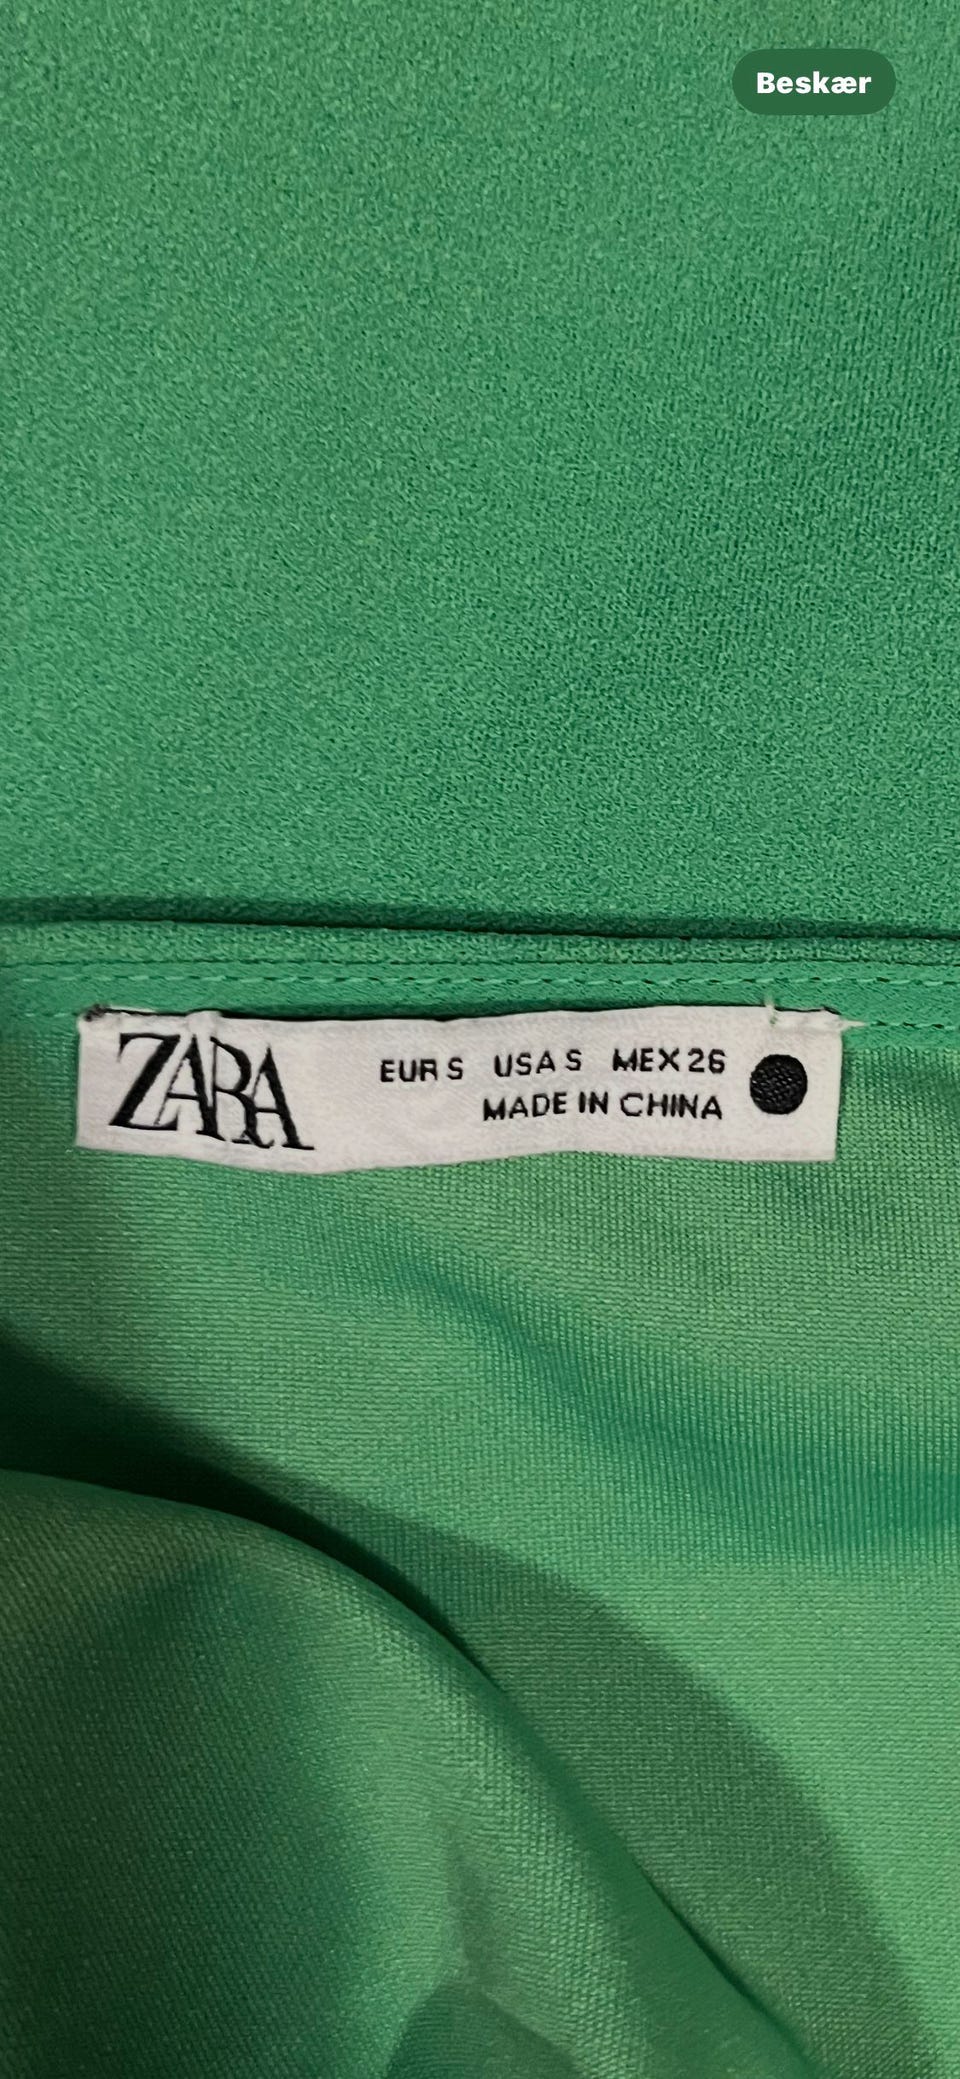 Beskær
ZARA
EUR S USA S MEX 26
MADE IN CHINA